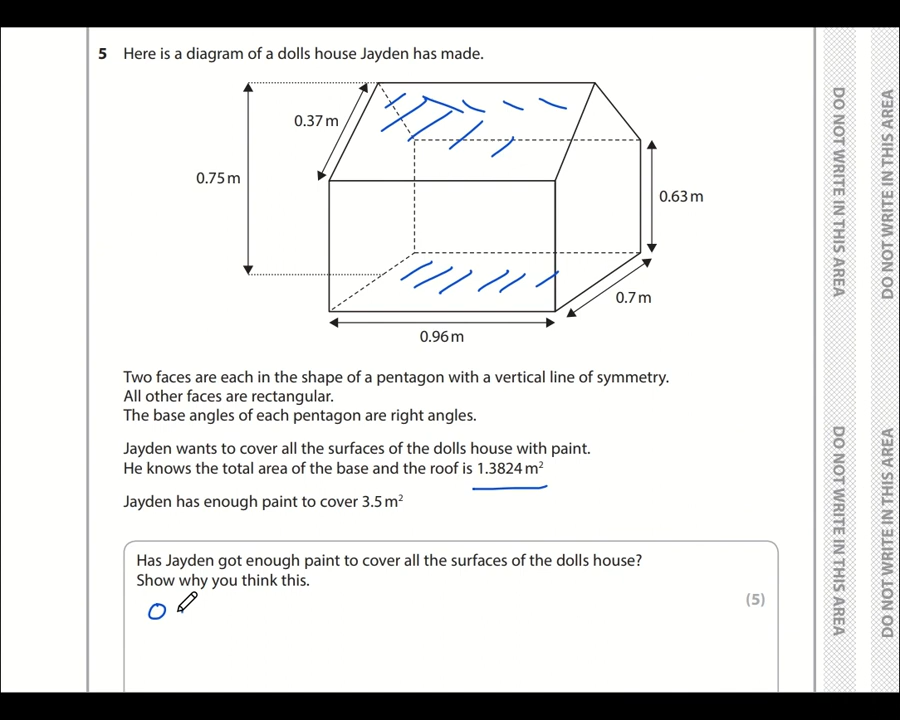 5 Here is a diagram of a dolls house Jayden has made.
0.37 m
0.75 m
0.63 m
0.7 m
0.96 m
Two faces are each in the shape of a pentagon with a vertical line of symmetry.
All other faces are rectangular.
The base angles of each pentagon are right angles.
Jayden wants to cover all the surfaces of the dolls house with paint.
He knows the total area of the base and the roof is 1.3824 m²
Jayden has enough paint to cover 3.5 m²
Has Jayden got enough paint to cover all the surfaces of the dolls house?
Show why you think this.
(5)
0
DO NOT WRITE IN THIS AREA
DO NOT WRITE IN THIS AREA
DO NOT WRITE IN THIS AREA
DO NOT WRITE IN THIS AREA